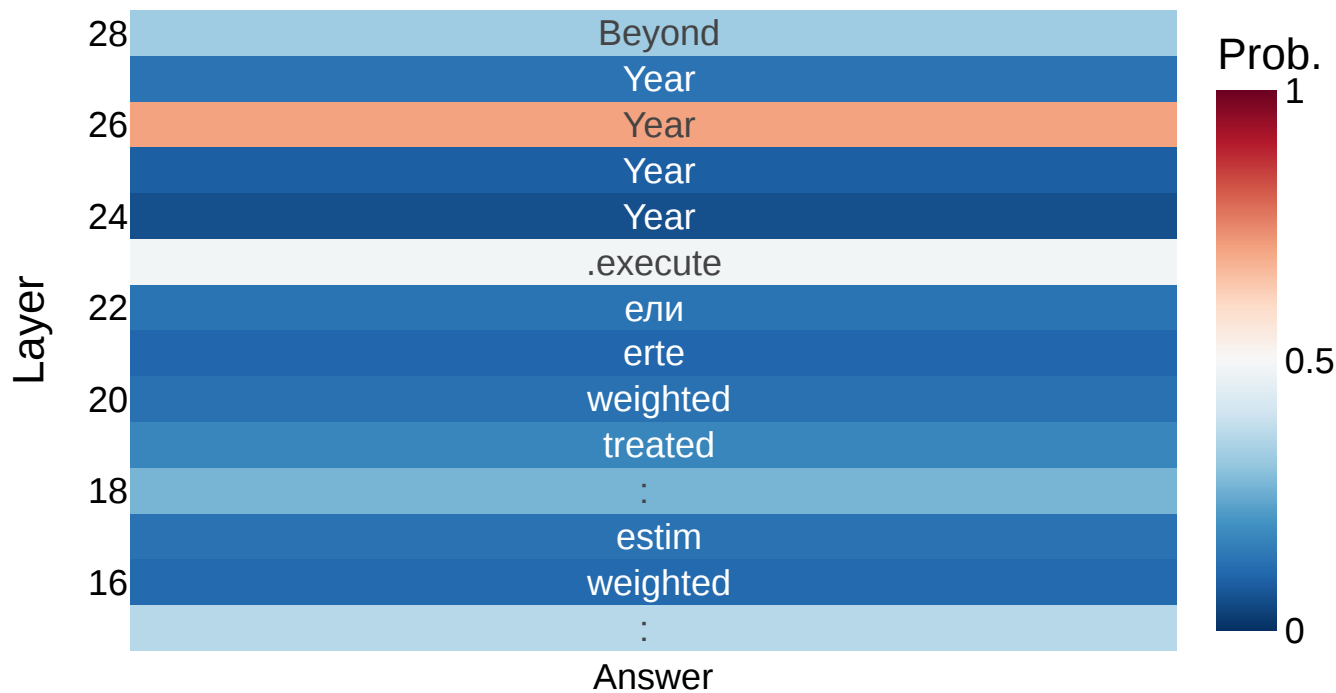 28 Beyond
Prob.
Year
1
26 Year
Year
24 Year
.execute
Layer
22 ели
erte
0.5
20 weighted
treated
18 :
estim
16 weighted
:
0
Answer